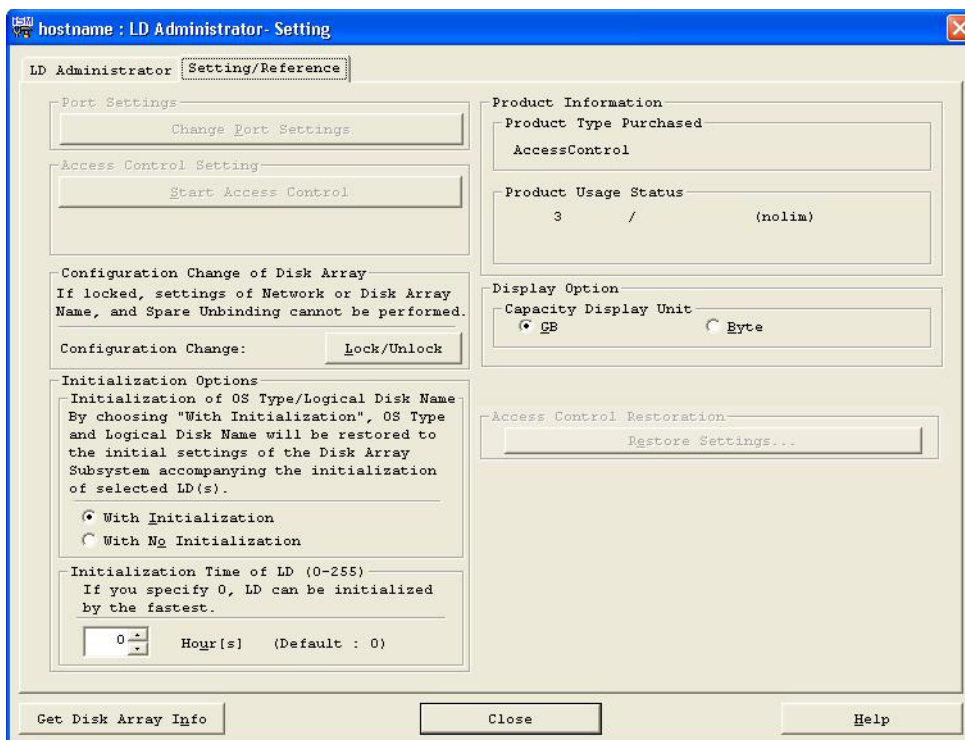 hostname : LD Administrator- Setting
LD Administrator
Setting/Reference
Port Settings
Change Port Settings
Access Control Setting
Start Access Control
Configuration Change of Disk Array
If locked, settings of Network or Disk Array
Name, and Spare Unbinding cannot be performed.
Configuration Change:
Lock/Unlock
Initialization Options
Initialization of OS Type/Logical Disk Name
By choosing "With Initialization", OS Type
and Logical Disk Name will be restored to
the initial settings of the Disk Array
Subsystem accompanying the initialization
of selected LD(s).
With Initialization
With No Initialization
Initialization Time of LD (0-255)
If you specify 0, LD can be initialized
by the fastest.
0 Hour[s] (Default : 0)
Product Information
Product Type Purchased
AccessControl
Product Usage Status
3 / (nolim)
Display Option
Capacity Display Unit
GB Byte
Access Control Restoration
Restore Settings...
Get Disk Array Info
Close
Help